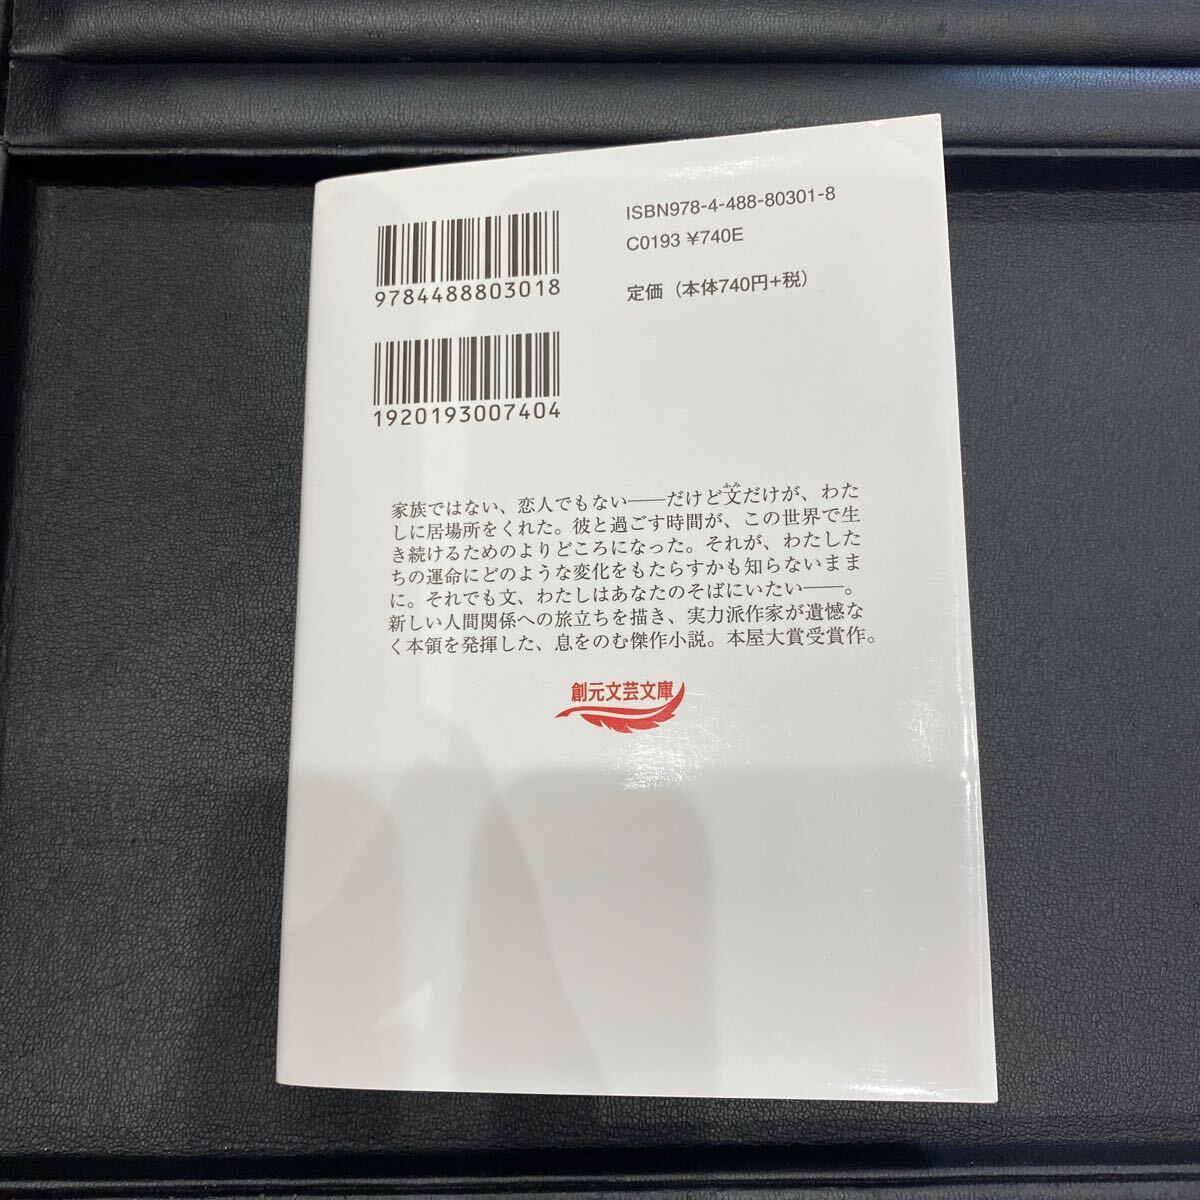 ISBN978-4-488-80301-8
C0193 ¥740E
定価（本体740円+税）
9784488803018
1920193007404
家族ではない、恋人でもない――だけど文だけが、わた
ふみ
しに居場所をくれた。彼と過ごす時間が、この世界で生
き続けるためのよりどころになった。それが、わたした
ちの運命にどのような変化をもたらすかも知らないまま
に。それでも文、わたしはあなたのそばにいたい――。
新しい人間関係への旅立ちを描き、実力派作家が遺憾な
く本領を発揮した、息をのむ傑作小説。本屋大賞受賞作。
創元文芸文庫